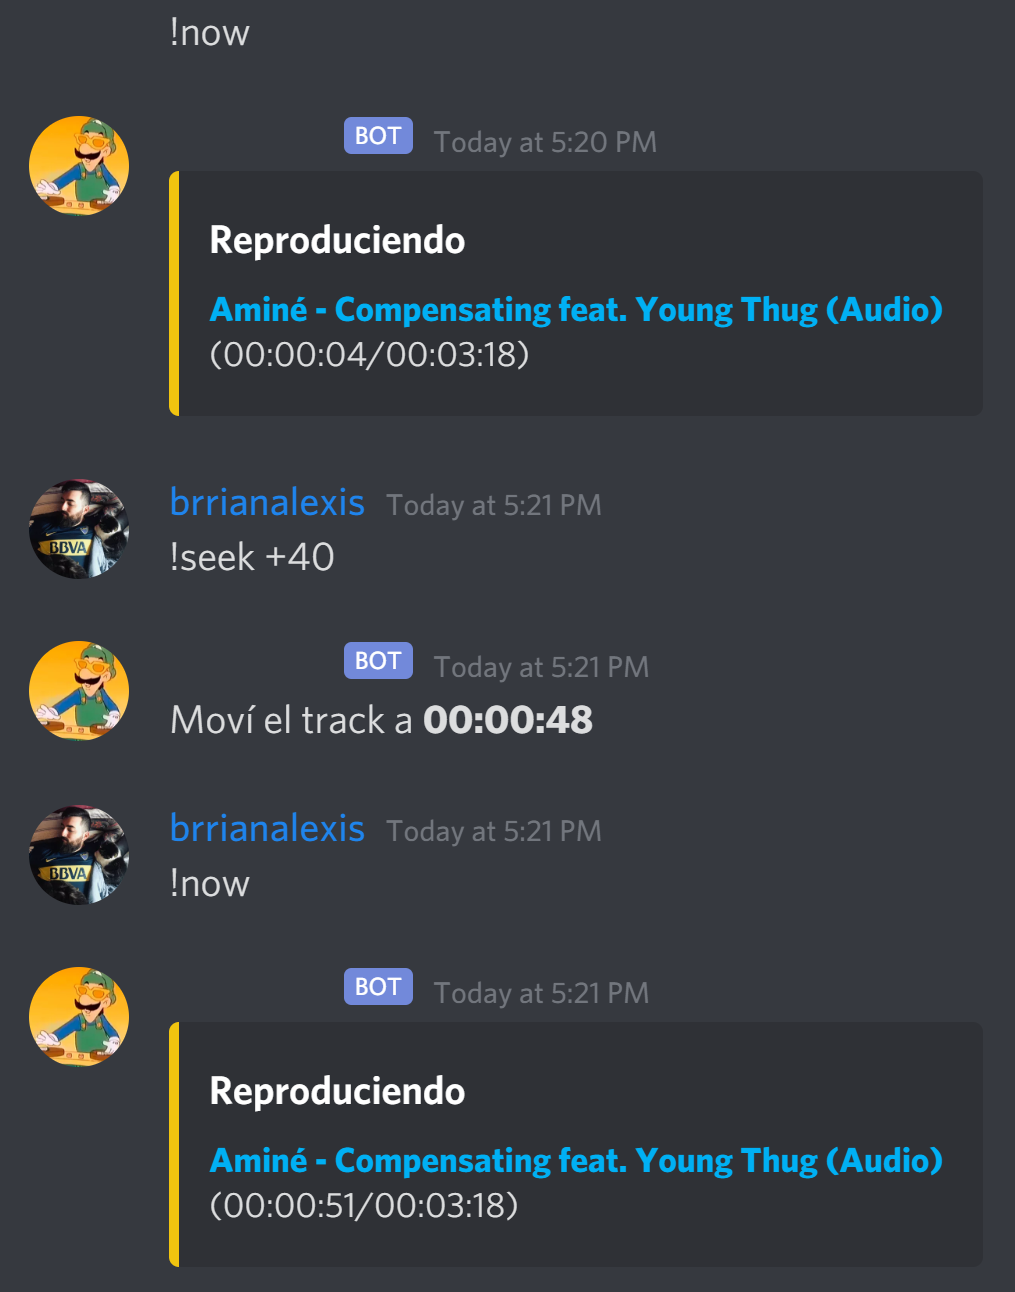 !now
BOT Today at 5:20 PM
Reproduciendo
Aminé - Compensating feat. Young Thug (Audio)
(00:00:04/00:03:18)
brrianalexis Today at 5:21 PM
BBVA
!seek +40
BOT Today at 5:21 PM
Moví el track a 00:00:48
brrianalexis Today at 5:21 PM
BBVA
!now
BOT Today at 5:21 PM
Reproduciendo
Aminé - Compensating feat. Young Thug (Audio)
(00:00:51/00:03:18)